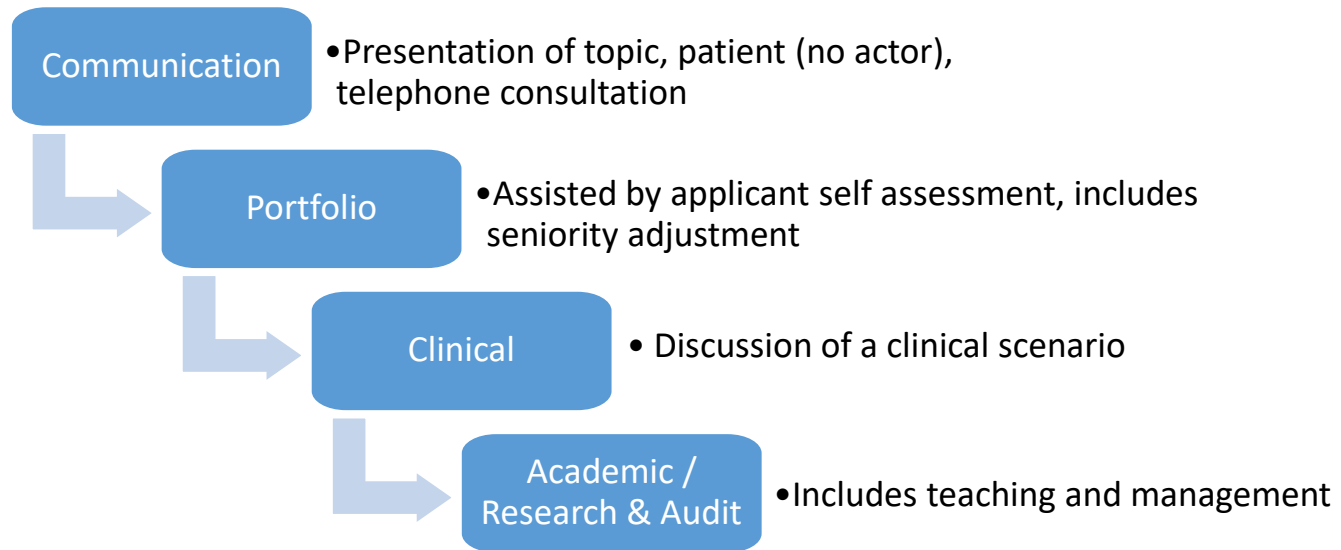 Communication
•Presentation of topic, patient (no actor),
telephone consultation
Portfolio
•Assisted by applicant self assessment, includes
seniority adjustment
Clinical
• Discussion of a clinical scenario
Academic /
Research & Audit
•Includes teaching and management